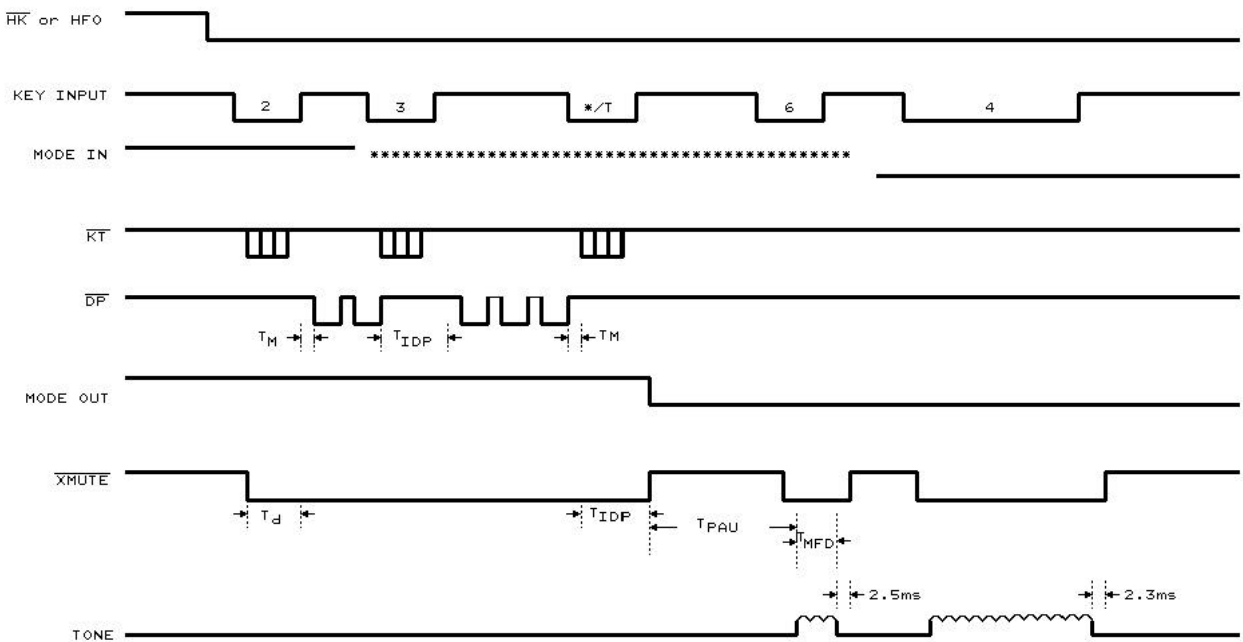 HK or HFO
KEY INPUT 2 3 */T 6 4
MODE IN ***********************************************
KT
DP
TM TIDP TM
MODE OUT
XMUTE
Td TIDP TPAU TMFD
2.5ms 2.3ms
TONE